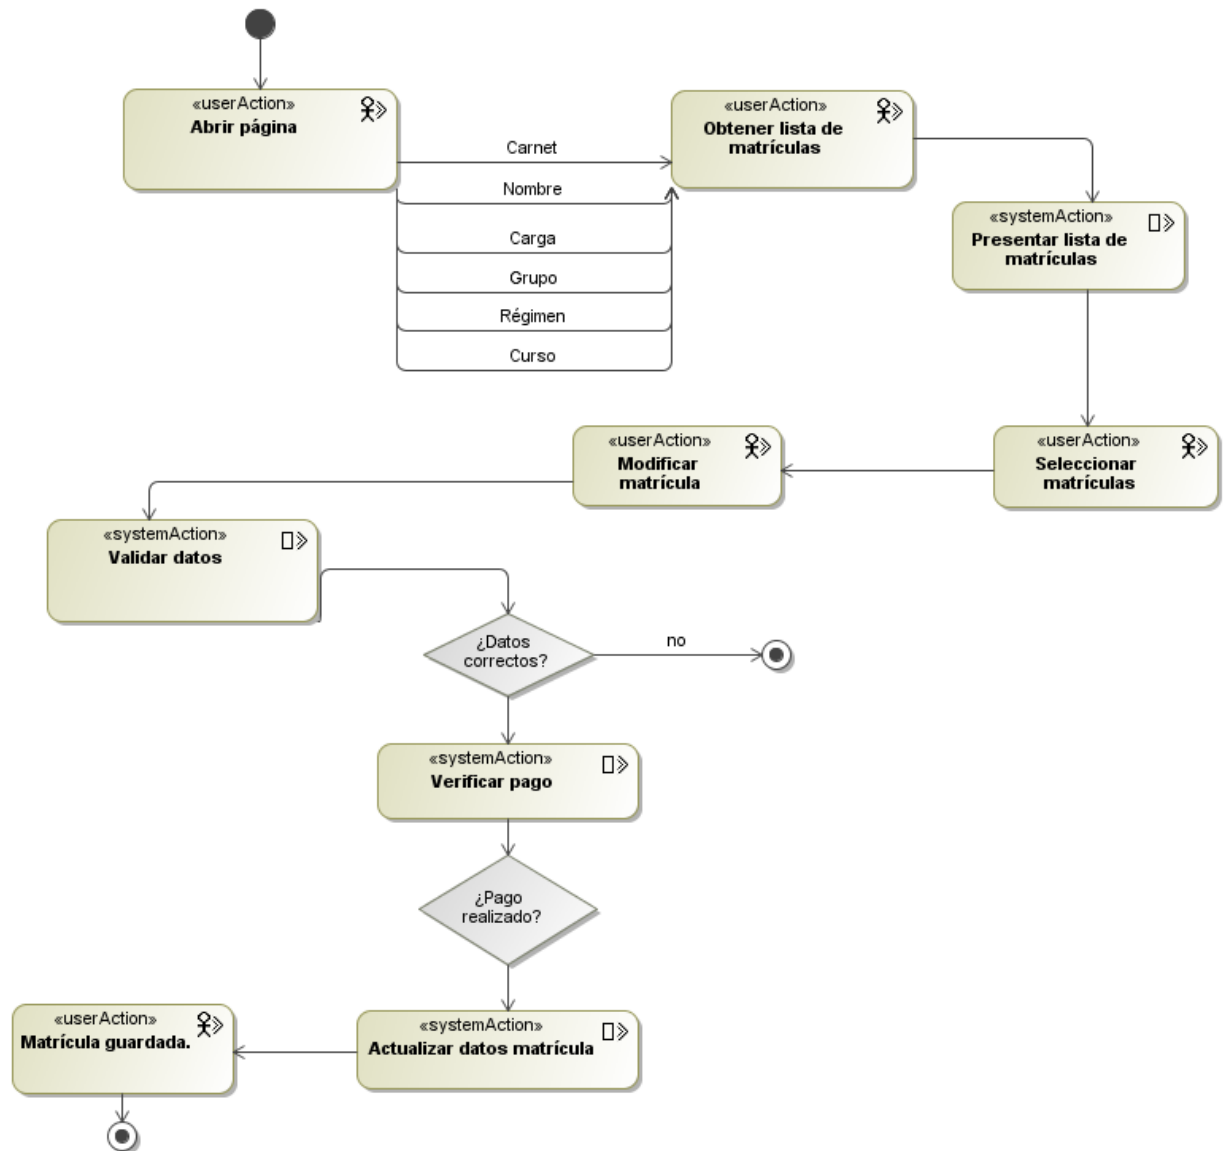 «userAction»
Abrir página
Carnet
Nombre
Carga
Grupo
Régimen
Curso
«userAction»
Obtener lista de
matrículas
«systemAction»
Presentar lista de
matrículas
«userAction»
Seleccionar
matrículas
«userAction»
Modificar
matrícula
«systemAction»
Validar datos
¿Datos
correctos?
no
«systemAction»
Verificar pago
¿Pago
realizado?
«systemAction»
Actualizar datos matrícula
«userAction»
Matrícula guardada.